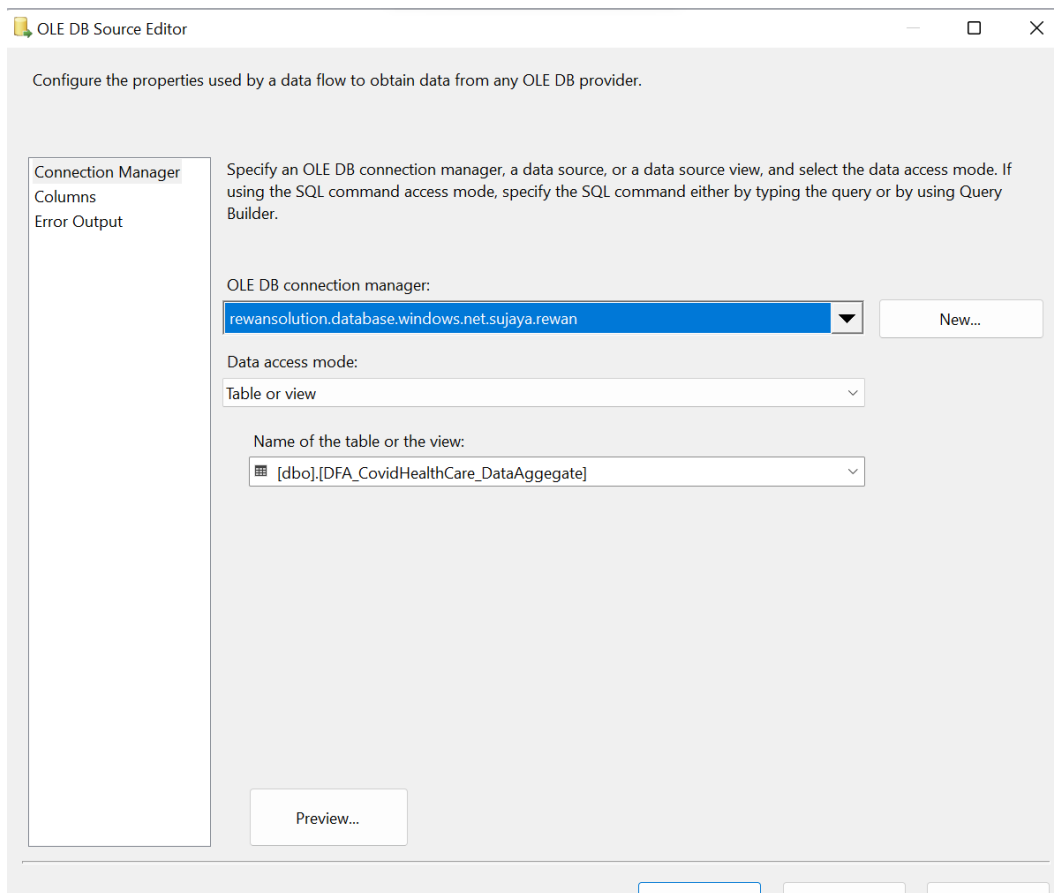 OLE DB Source Editor
Configure the properties used by a data flow to obtain data from any OLE DB provider.
Connection Manager
Columns
Error Output
Specify an OLE DB connection manager, a data source, or a data source view, and select the data access mode. If
using the SQL command access mode, specify the SQL command either by typing the query or by using Query
Builder.
OLE DB connection manager:
rewansolution.database.windows.net.sujaya.rewan
New...
Data access mode:
Table or view
Name of the table or the view:
[dbo].[DFA_CovidHealthCare_DataAggegate]
Preview...